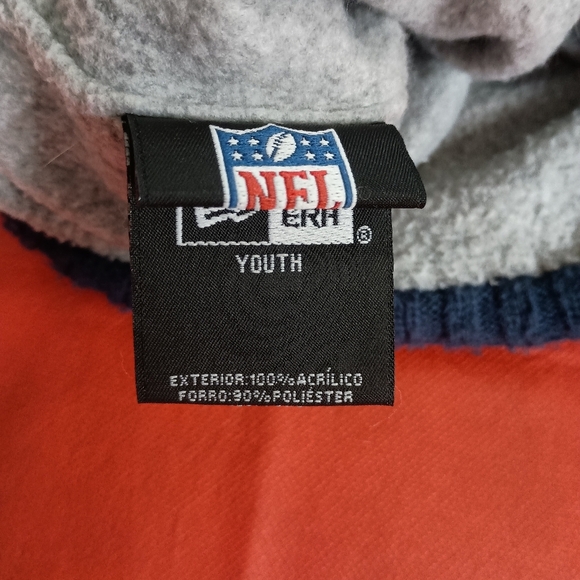 NFL
ERA
®
YOUTH
EXTERIOR:100%ACRÍLICO
FORRO:90%POLIÉSTER